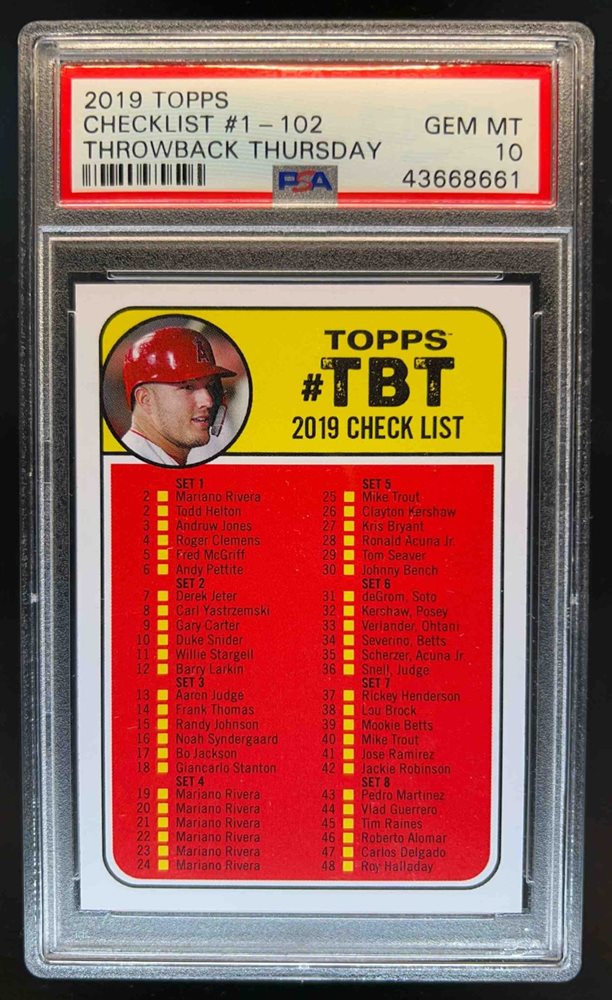 2019 TOPPS
CHECKLIST #1-102 GEM MT
THROWBACK THURSDAY 10
PSA 43668661
TOPPS™
#TBT
2019 CHECK LIST
A
SET 1
2 Mariano Rivera
2 Todd Helton
3 Andruw Jones
4 Roger Clemens
5 Fred McGriff
6 Andy Pettite
SET 2
7 Derek Jeter
8 Carl Yastrzemski
9 Gary Carter
10 Duke Snider
11 Willie Stargell
12 Barry Larkin
SET 3
13 Aaren Judge
14 Frank Thomas
15 Randy Johnson
16 Noah Syndergaard
17 Bo Jackson
18 Giancarlo Stanton
SET 4
19 Mariano Rivera
20 Mariano Rivera
21 Mariano Rivera
22 Mariano Rivera
23 Mariano Rivera
24 Mariano Rivera
SET 5
25 Mike Trout
26 Clayton Kershaw
27 Kris Bryant
28 Ronald Acuna Jr.
29 Tom Seaver
30 Johnny Bench
SET 6
31 deGrom, Soto
32 Kershaw, Posey
33 Verlander, Ohtani
34 Severino, Betts
35 Scherzer, Acuna Jr.
36 Snell, Judge
SET 7
37 Rickey Henderson
38 Lou Brock
39 Mookie Betts
40 Mike Trout
41 Jose Ramirez
42 Jackie Robinson
SET 8
43 Pedro Martinez
44 Vlad Guerrero
45 Tim Raines
46 Roberto Alomar
47 Carlos Delgado
48 Roy Halladay